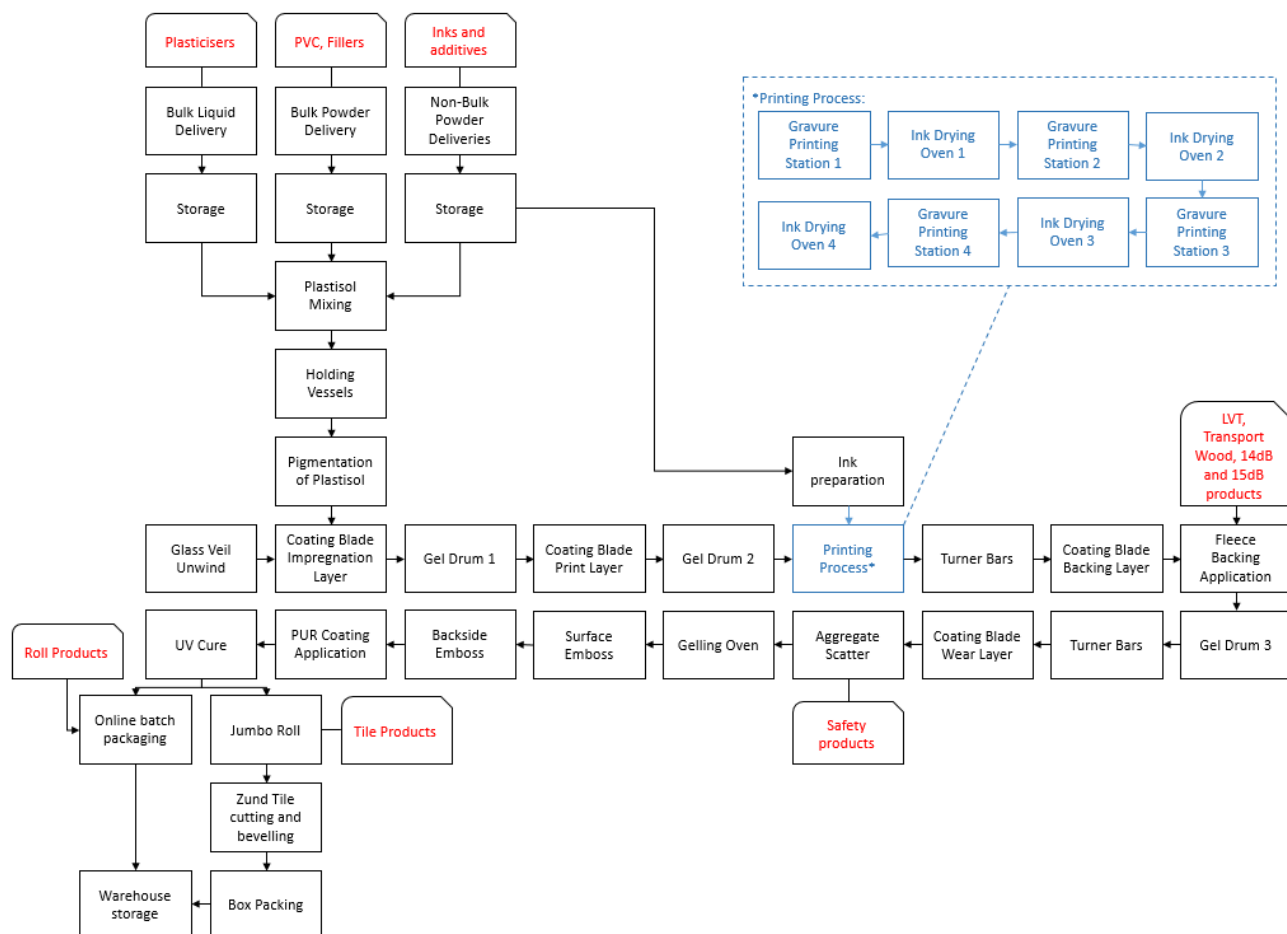 Plasticisers
PVC, Fillers
Inks and
additives
Bulk Liquid
Delivery
Bulk Powder
Delivery
Non-Bulk
Powder
Deliveries
*Printing Process:
Gravure
Printing
Station 1
Ink Drying
Oven 1
Gravure
Printing
Station 2
Ink Drying
Oven 2
Storage
Storage
Storage
Ink Drying
Oven 4
Gravure
Printing
Station 4
Ink Drying
Oven 3
Gravure
Printing
Station 3
Plastisol
Mixing
Holding
Vessels
Pigmentation
of Plastisol
Ink
preparation
LVT,
Transport
Wood, 14dB
and 15dB
products
Glass Veil
Unwind
Coating Blade
Impregnation
Layer
Gel Drum 1
Coating Blade
Print Layer
Gel Drum 2
Printing
Process*
Turner Bars
Coating Blade
Backing Layer
Fleece
Backing
Application
Roll Products
UV Cure
PUR Coating
Application
Backside
Emboss
Surface
Emboss
Gelling Oven
Aggregate
Scatter
Coating Blade
Wear Layer
Turner Bars
Gel Drum 3
Online batch
packaging
Jumbo Roll
Tile Products
Safety
products
Zund Tile
cutting and
bevelling
Warehouse
storage
Box Packing